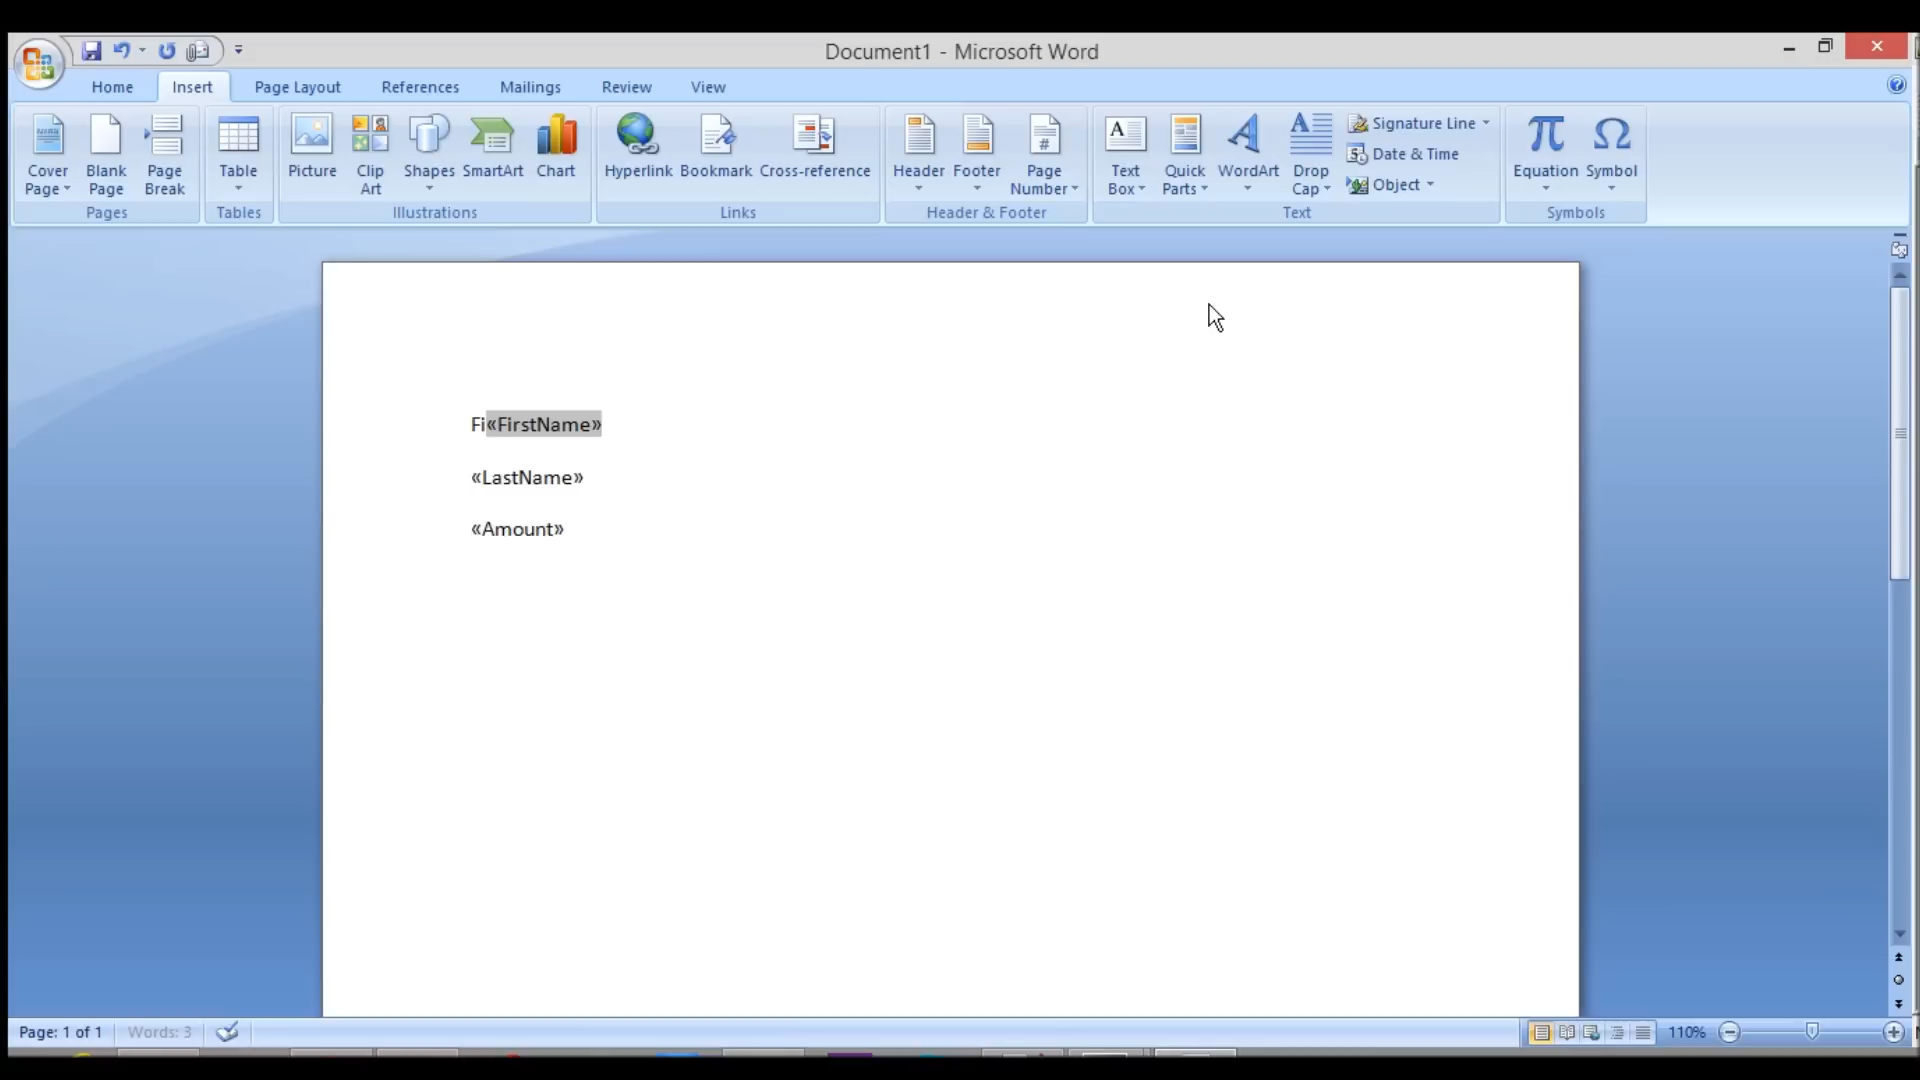 Document1 - Microsoft Word
Home Insert Page Layout References Mailings Review View
Cover Page Blank Page Page Break Table Picture Clip Art Shapes SmartArt Chart Hyperlink Bookmark Cross-reference Header Footer Page Number Text Box Quick Parts WordArt Drop Cap Signature Line Date & Time Object Equation Symbol
Pages Tables Illustrations Links Header & Footer Text Symbols
Fi«FirstName»
«LastName»
«Amount»
Page: 1 of 1 Words: 3 110%